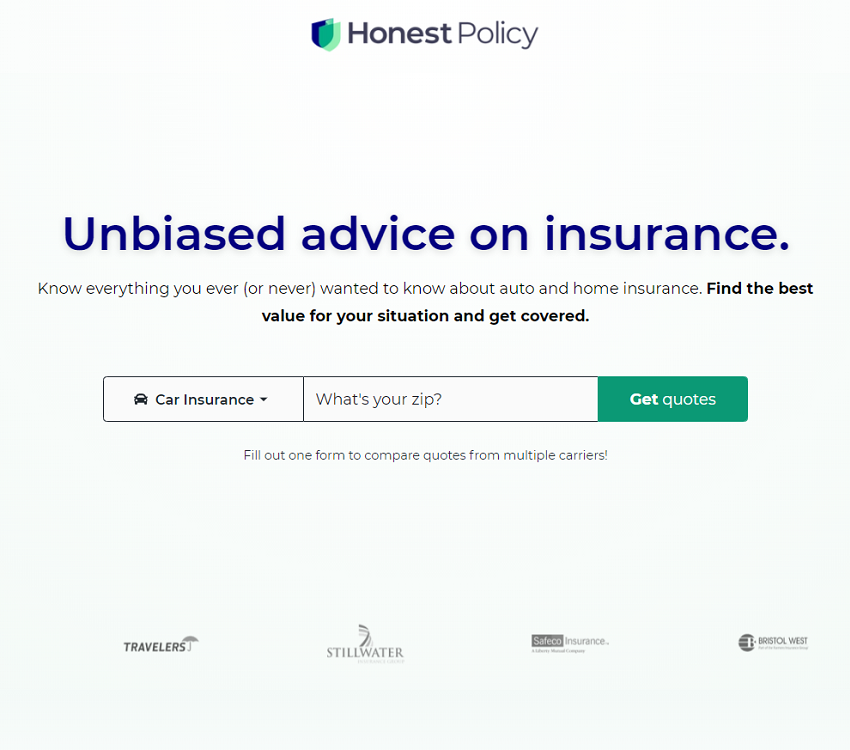 Honest Policy
Unbiased advice on insurance.
Know everything you ever (or never) wanted to know about auto and home insurance. Find the best
value for your situation and get covered.
Car Insurance What's your zip? Get quotes
Fill out one form to compare quotes from multiple carriers!
TRAVELERS STILLWATER INSURANCE GROUP Safeco Insurance™ A Liberty Mutual Company BRISTOL WEST